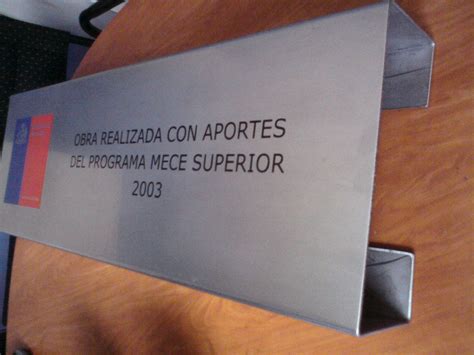 OBRA REALIZADA CON APORTES
DEL PROGRAMA MECE SUPERIOR
2003